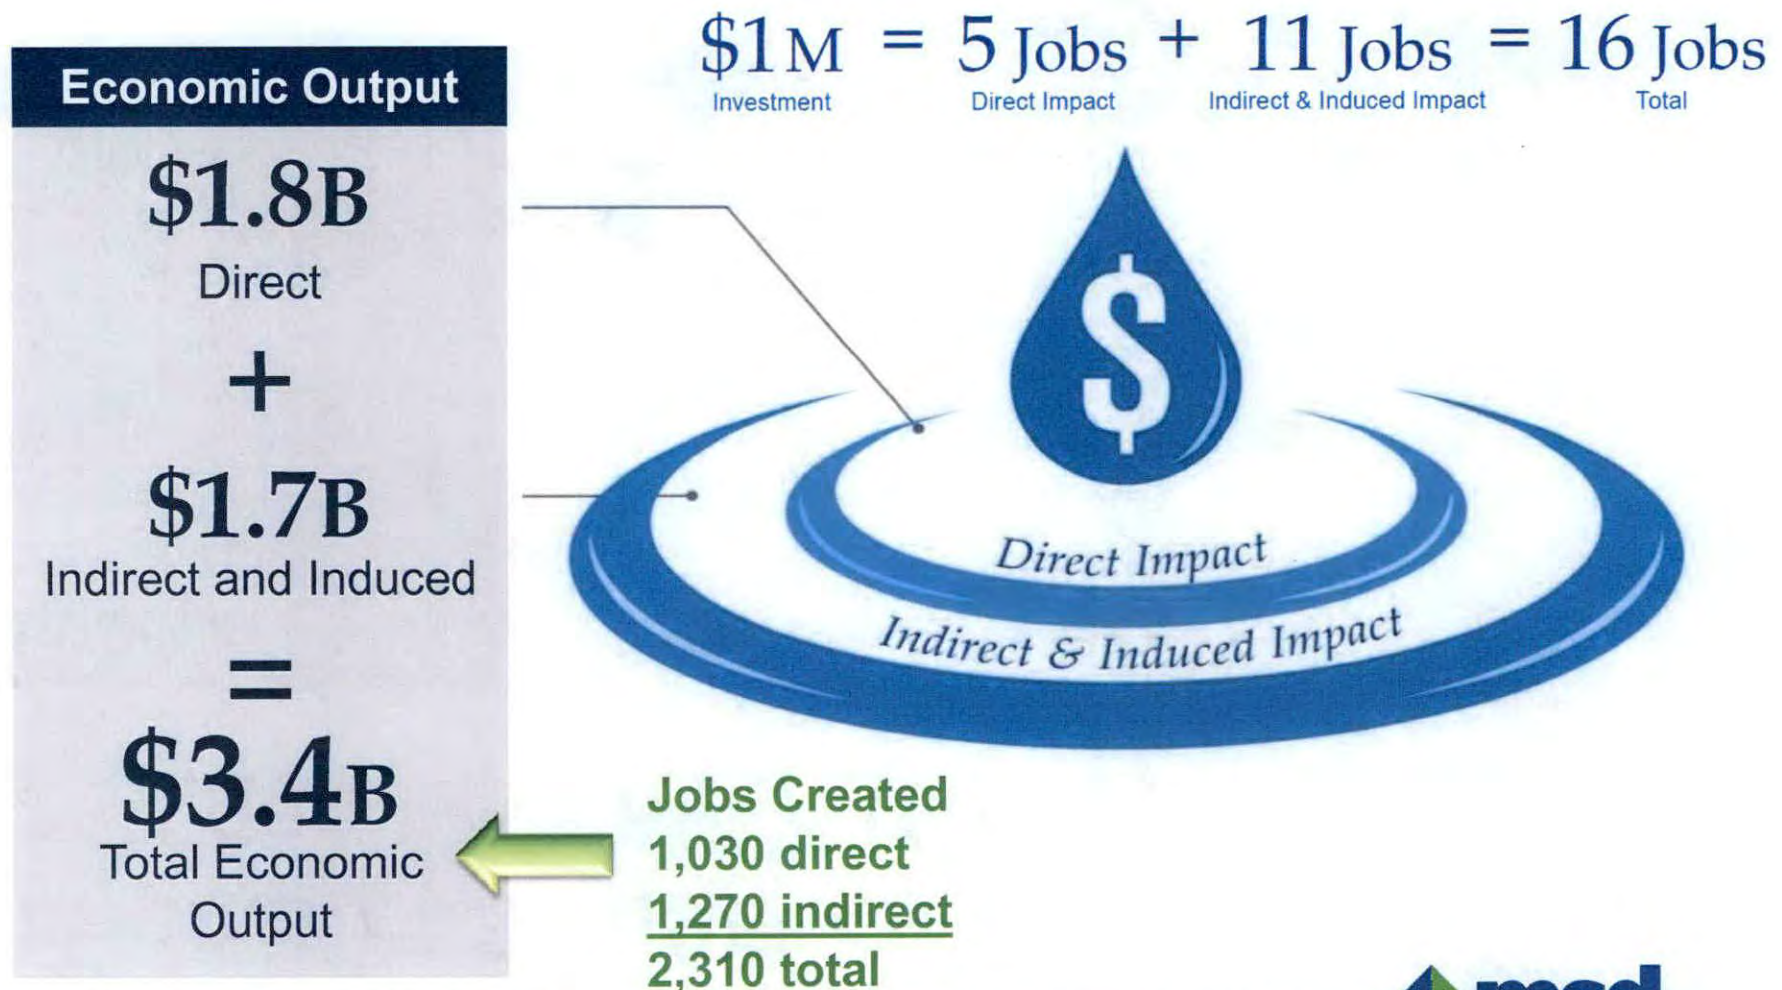 $1M = 5 Jobs + 11 Jobs = 16 Jobs
Investment Direct Impact Indirect & Induced Impact Total
Economic Output
$1.8B
Direct
+
$1.7B
Indirect and Induced
=
$3.4B
Total Economic
Output
$
Direct Impact
Indirect & Induced Impact
Jobs Created
1,030 direct
1,270 indirect
2,310 total
msd